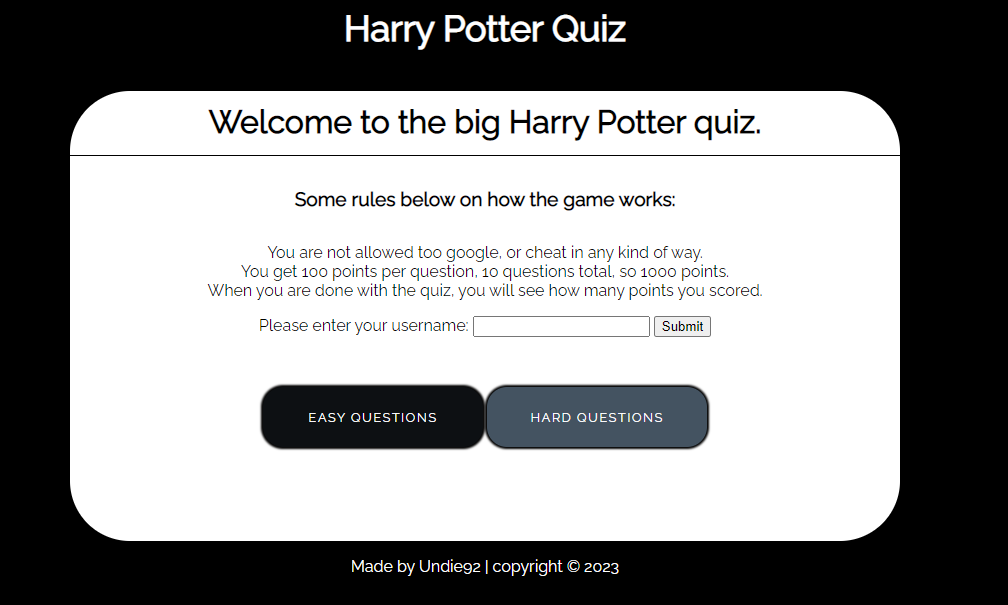 Harry Potter Quiz
Welcome to the big Harry Potter quiz.
Some rules below on how the game works:
You are not allowed too google, or cheat in any kind of way.
You get 100 points per question, 10 questions total, so 1000 points.
When you are done with the quiz, you will see how many points you scored.
Please enter your username: Submit
EASY QUESTIONS HARD QUESTIONS
Made by Undie92 | copyright © 2023